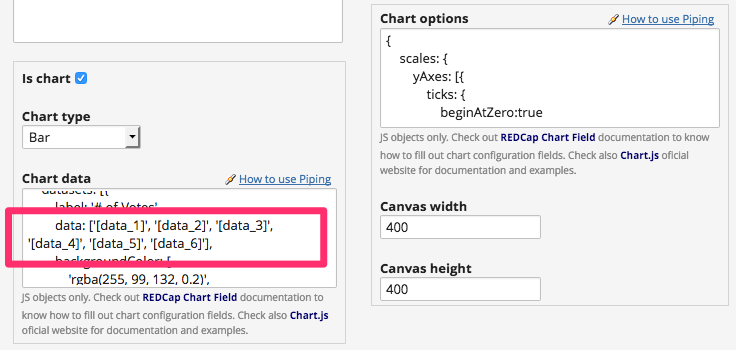 Is chart
Chart type
Bar
Chart data How to use Piping
datasets: [{
label: '# of Votes'
data: ['[data_1]', '[data_2]', '[data_3]',
'[data_4]', '[data_5]', '[data_6]'],
backgroundColor: [
'rgba(255, 99, 132, 0.2)',
JS objects only. Check out REDCap Chart Field documentation to
know how to fill out chart configuration fields. Check also Chart.js
oficial website for documentation and examples.
Chart options How to use Piping
{
scales: {
yAxes: [{
ticks: {
beginAtZero:true
JS objects only. Check out REDCap Chart Field documentation to know
how to fill out chart configuration fields. Check also Chart.js oficial
website for documentation and examples.
Canvas width
400
Canvas height
400